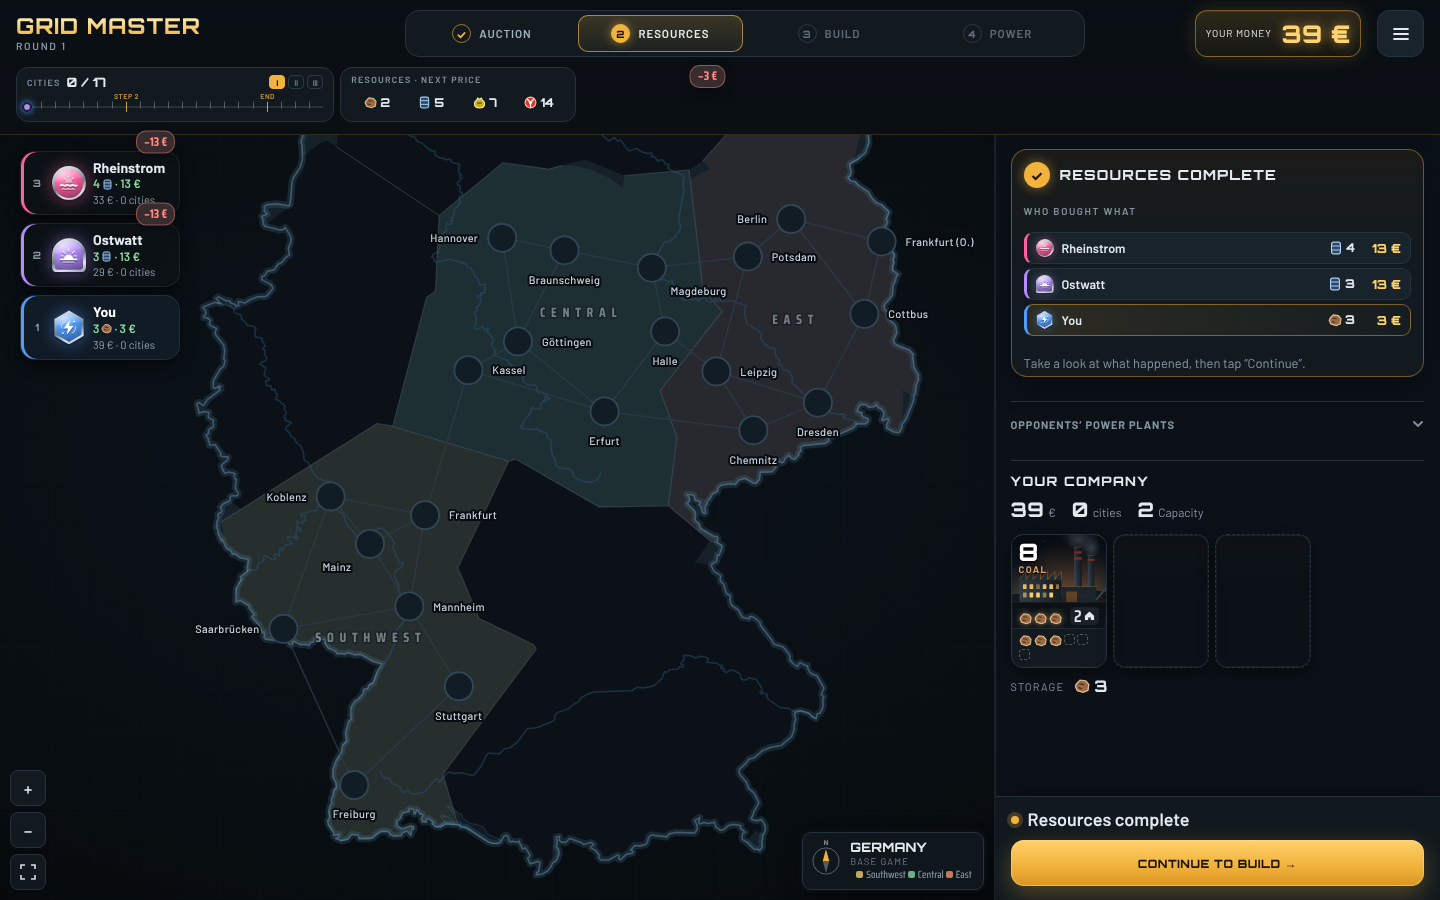 GRID MASTER
ROUND 1
AUCTION
2 RESOURCES
3 BUILD
4 POWER
YOUR MONEY 39 €
CITIES 0 / 17
I II III
STEP 2
END
RESOURCES · NEXT PRICE
2 5 7 14
-3 €
-13 €
3 Rheinstrom
4 · 13 €
33 € · 0 cities
-13 €
2 Ostwatt
3 · 13 €
29 € · 0 cities
1 You
3 · 3 €
39 € · 0 cities
Berlin
Hannover
Frankfurt (O.)
Potsdam
Braunschweig
Magdeburg
CENTRAL
EAST
Cottbus
Göttingen
Halle
Kassel
Leipzig
Dresden
Erfurt
Chemnitz
Koblenz
Frankfurt
Mainz
Mannheim
Saarbrücken
SOUTHWEST
Stuttgart
Freiburg
+
−
N
GERMANY
BASE GAME
Southwest Central East
RESOURCES COMPLETE
WHO BOUGHT WHAT
Rheinstrom 4 13 €
Ostwatt 3 13 €
You 3 3 €
Take a look at what happened, then tap “Continue”.
OPPONENTS’ POWER PLANTS
YOUR COMPANY
39 € 0 cities 2 Capacity
8
COAL
2
STORAGE 3
Resources complete
CONTINUE TO BUILD →